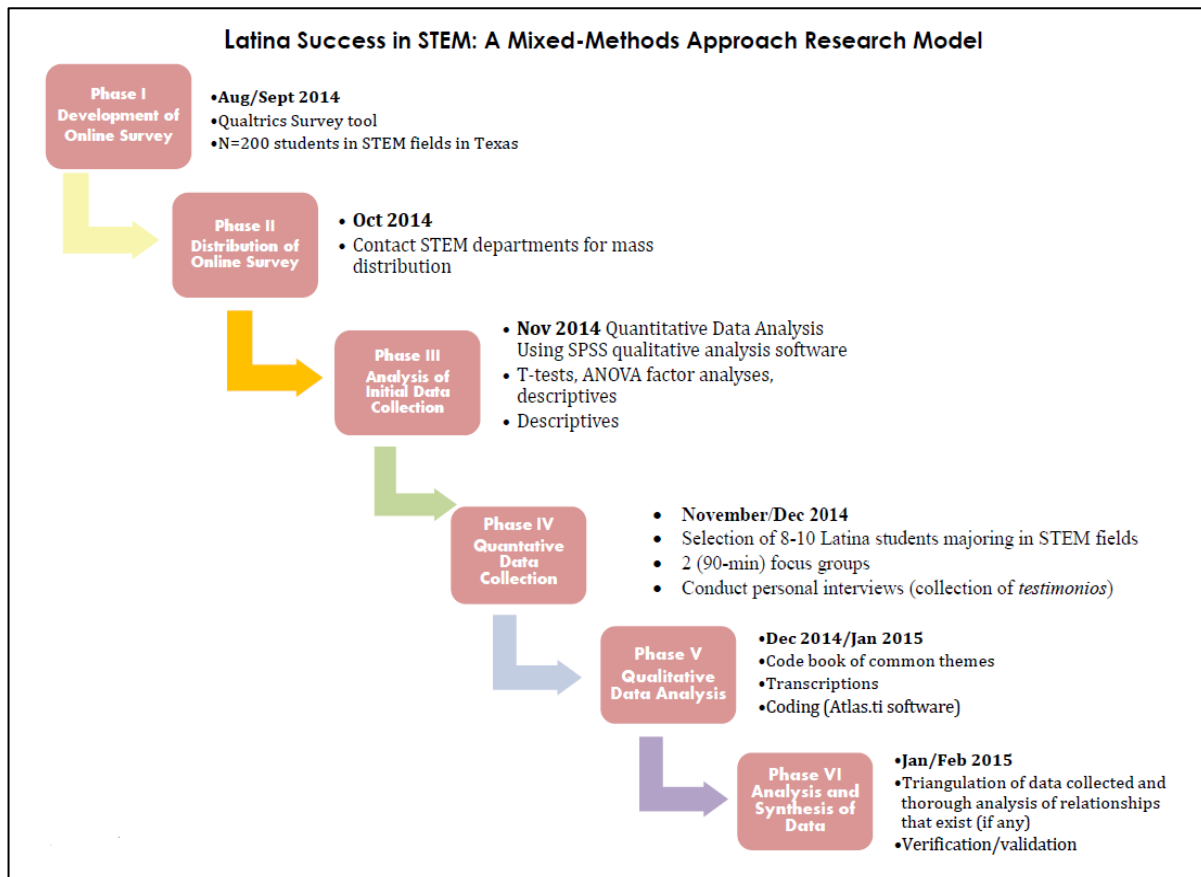 Latina Success in STEM: A Mixed-Methods Approach Research Model
Phase I
Development of
Online Survey
•Aug/Sept 2014
•Qualtrics Survey tool
•N=200 students in STEM fields in Texas
Phase II
Distribution of
Online Survey
• Oct 2014
• Contact STEM departments for mass
distribution
Phase III
Analysis of
Initial Data
Collection
• Nov 2014 Quantitative Data Analysis
Using SPSS qualitative analysis software
• T-tests, ANOVA factor analyses,
descriptives
• Descriptives
Phase IV
Quantative
Data
Collection
• November/Dec 2014
• Selection of 8-10 Latina students majoring in STEM fields
• 2 (90-min) focus groups
• Conduct personal interviews (collection of testimonios)
Phase V
Qualitative
Data Analysis
•Dec 2014/Jan 2015
•Code book of common themes
•Transcriptions
•Coding (Atlas.ti software)
Phase VI
Analysis and
Synthesis of
Data
•Jan/Feb 2015
•Triangulation of data collected and
thorough analysis of relationships
that exist (if any)
•Verification/validation